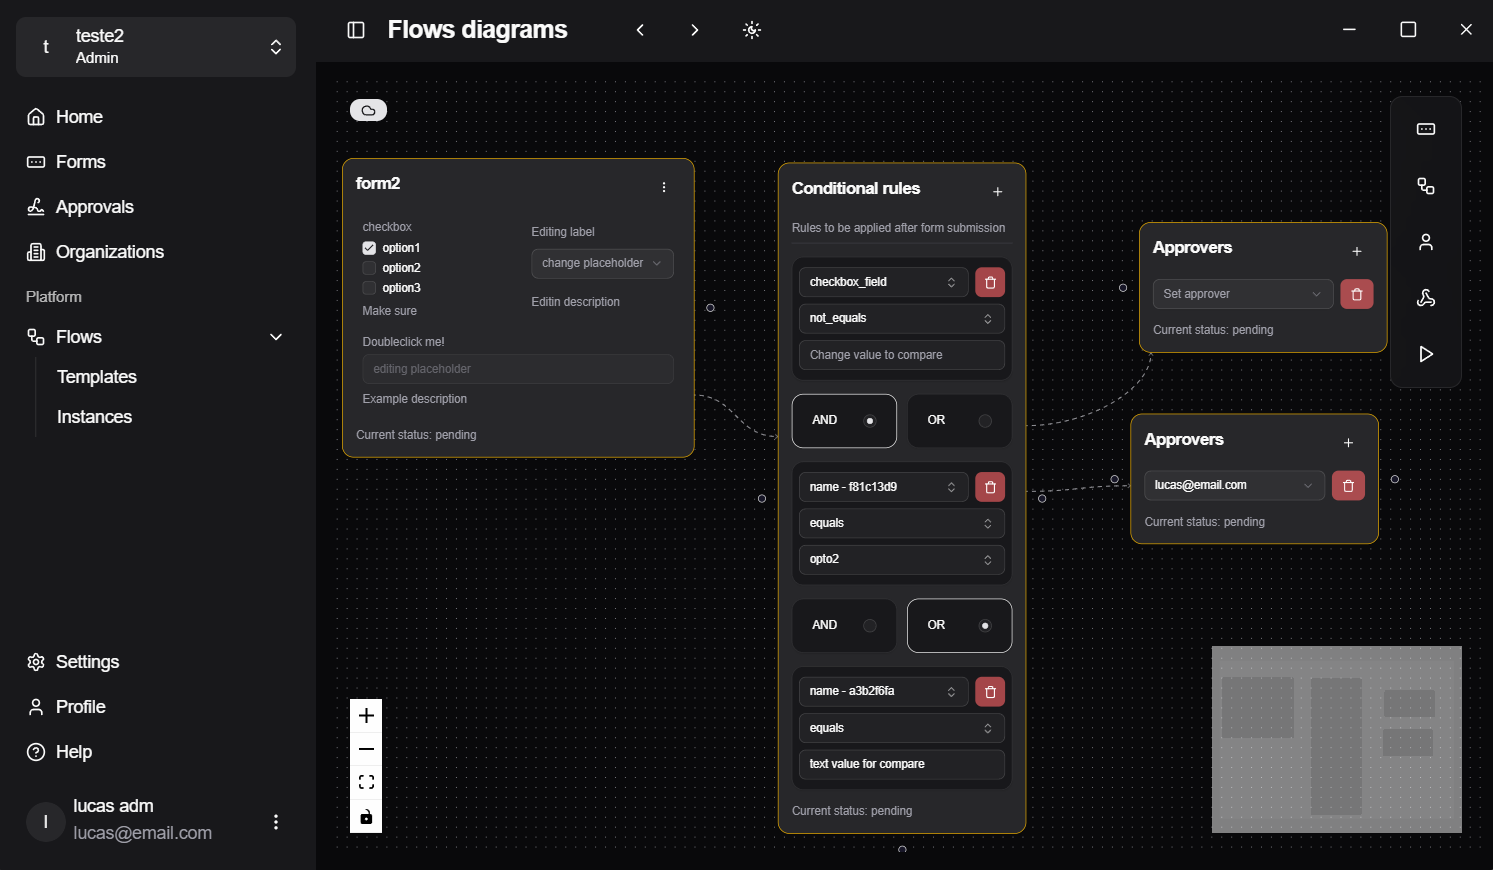 t
teste2
Admin
Home
Forms
Approvals
Organizations
Platform
Flows
Templates
Instances
Settings
Profile
Help
l
lucas adm
lucas@email.com
Flows diagrams
form2
checkbox
option1
option2
option3
Make sure
Editing label
change placeholder
Editin description
Doubleclick me!
editing placeholder
Example description
Current status: pending
Conditional rules
Rules to be applied after form submission
checkbox_field
not_equals
Change value to compare
AND
OR
name - f81c13d9
equals
opto2
AND
OR
name - a3b2f6fa
equals
text value for compare
Current status: pending
Approvers
Set approver
Current status: pending
Approvers
lucas@email.com
Current status: pending